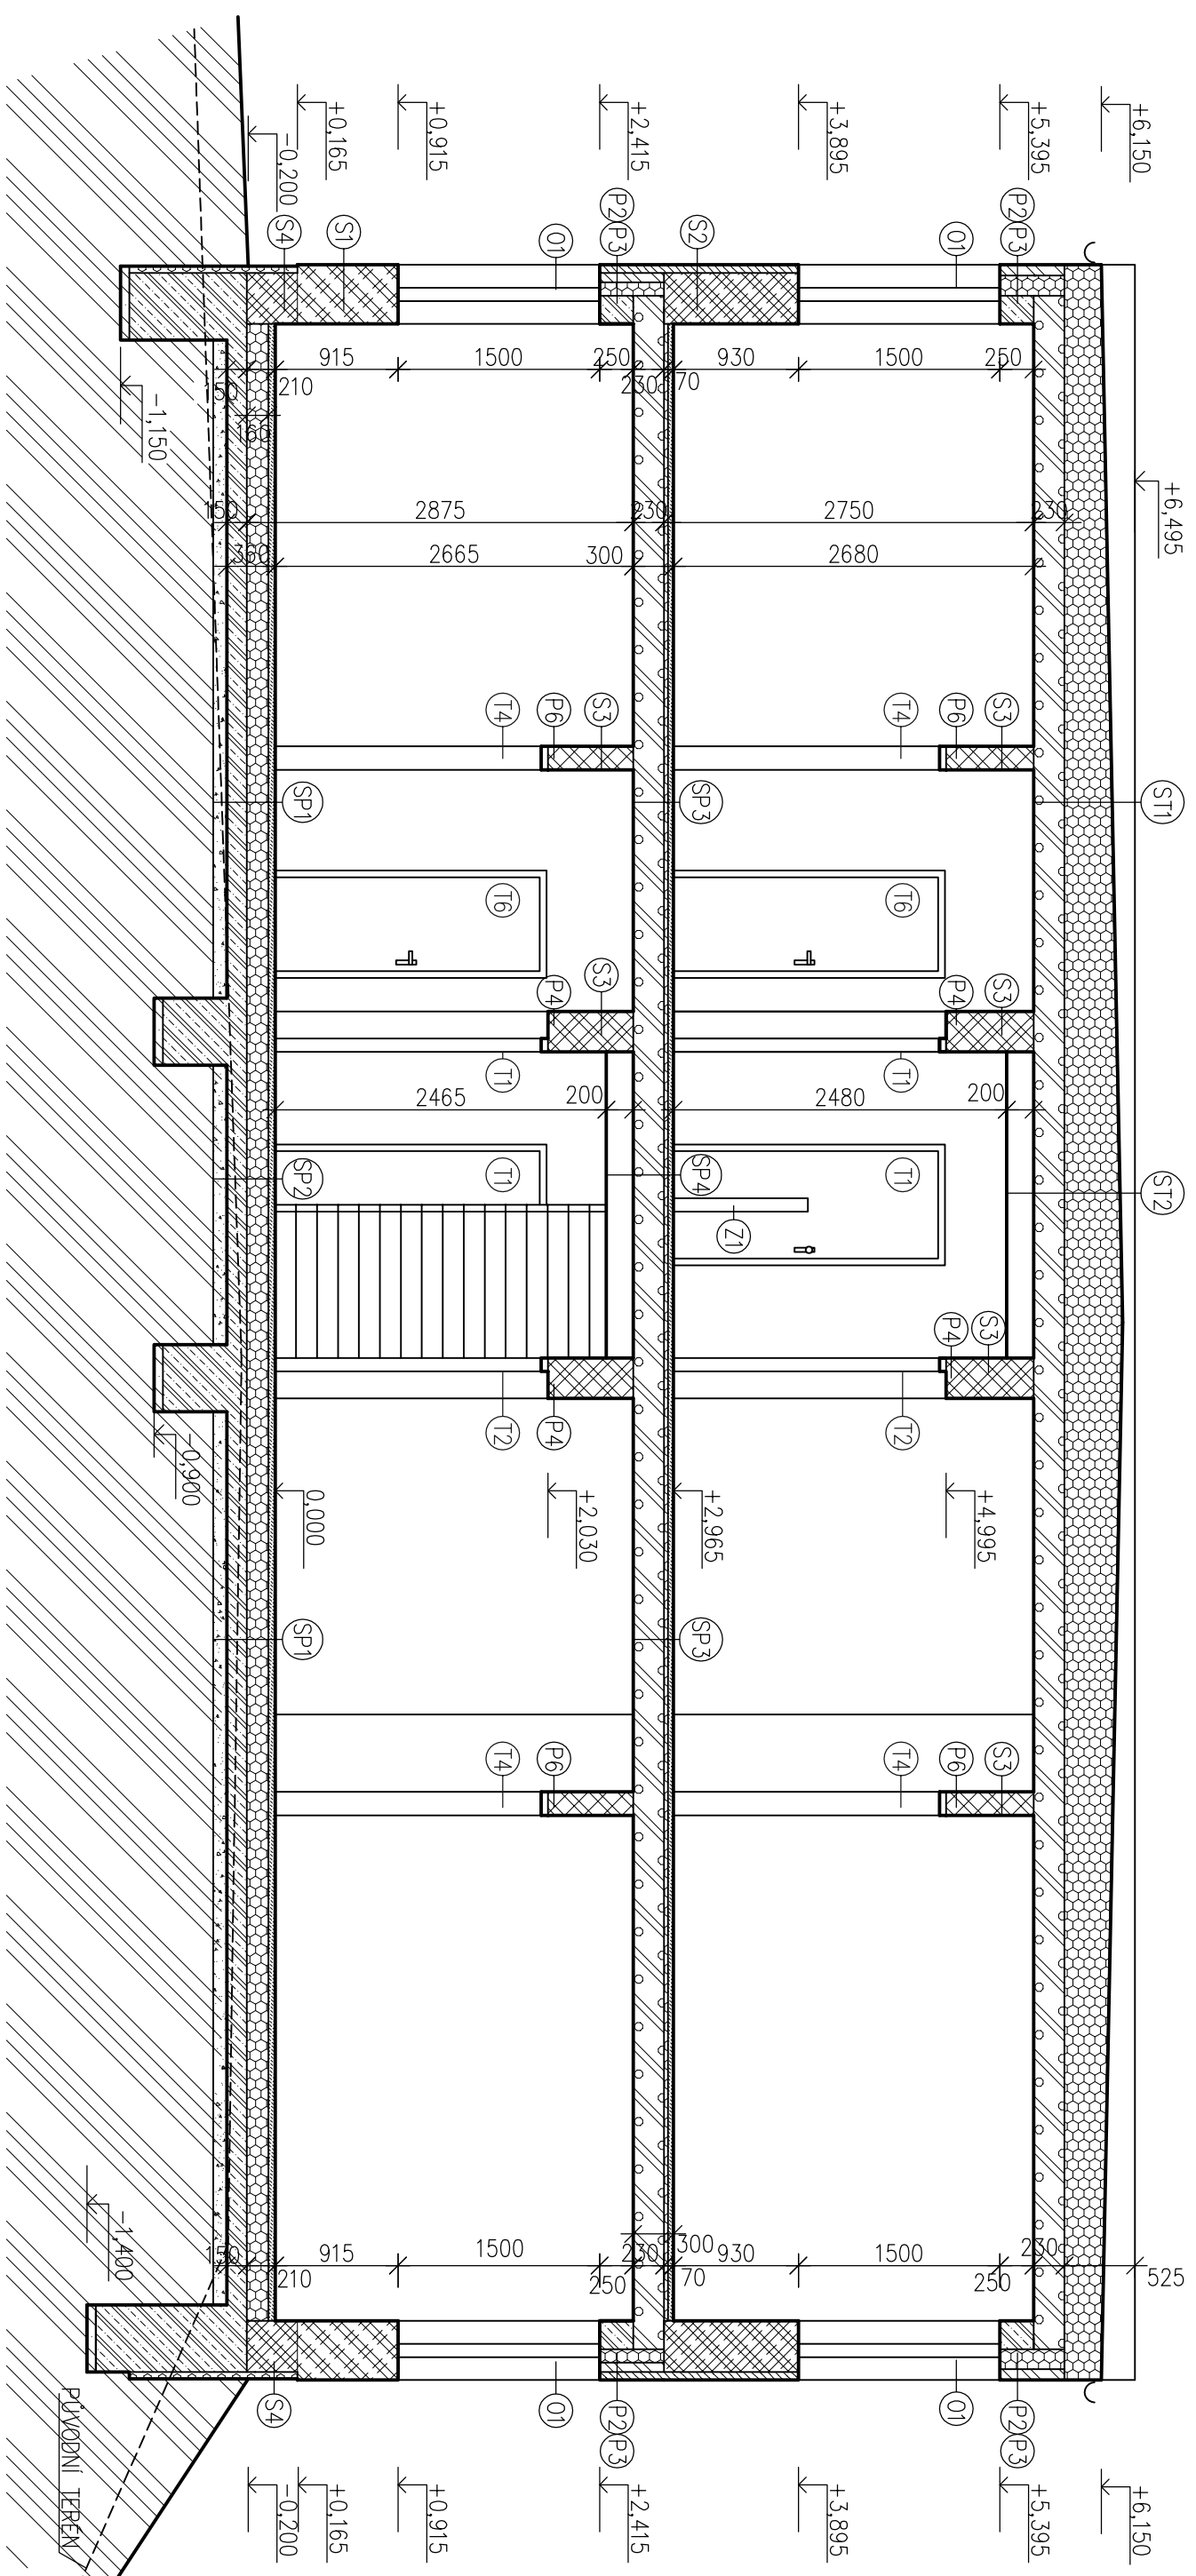 +6,150
+5,395
+3,895
+2,415
+0,915
+0,165
-0,200
P2 P3
O1
S2
P2 P3
O1
S1
S4
+6,495
250
1500
930
70
230
250
1500
915
210
150
160
-1,150
230
2750
230
2875
150
2680
300
2665
360
S3
P6
T4
S3
P6
T4
ST1
SP3
SP1
T6
T6
S3
P4
S3
P4
T1
T1
200
2480
200
2465
ST2
T1
SP4
T1
SP2
Z1
S3
P4
T2
P4
T2
-0,900
+4,995
+2,965
+2,030
0,000
SP3
SP1
S3
P6
T4
P6
T4
-1,400
525
230
250
1500
930
70
300
230
250
1500
915
210
150
P2 P3
O1
P2 P3
O1
S4
PŮVODNÍ TERÉN
+6,150
+5,395
+3,895
+2,415
+0,915
+0,165
-0,200